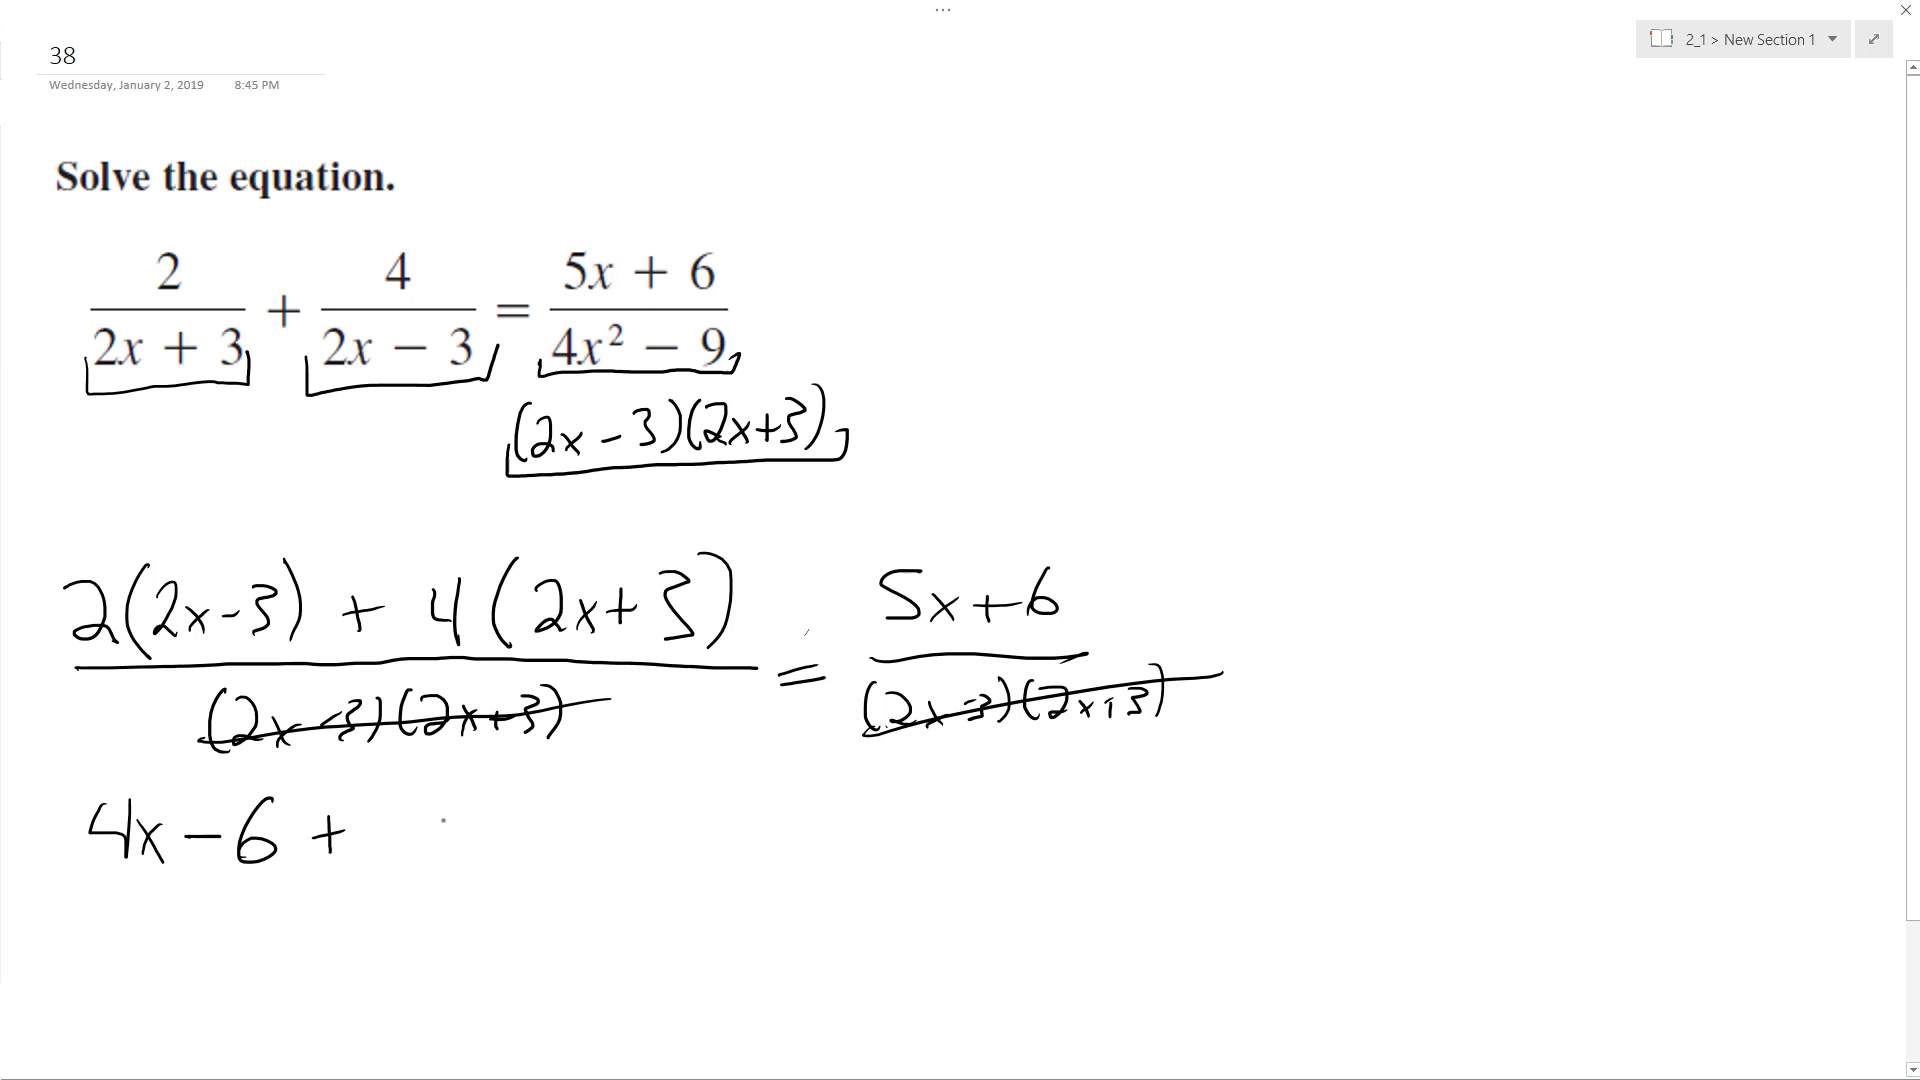 ...
38
2_1 > New Section 1
Wednesday, January 2, 2019 8:45 PM
Solve the equation.
2/(2x + 3) + 4/(2x − 3) = (5x + 6)/(4x² − 9)
(2x - 3)(2x+3)
(2(2x-3) + 4(2x+3))/((2x-3)(2x+3)) = (5x+6)/((2x-3)(2x+3))
4x - 6 +